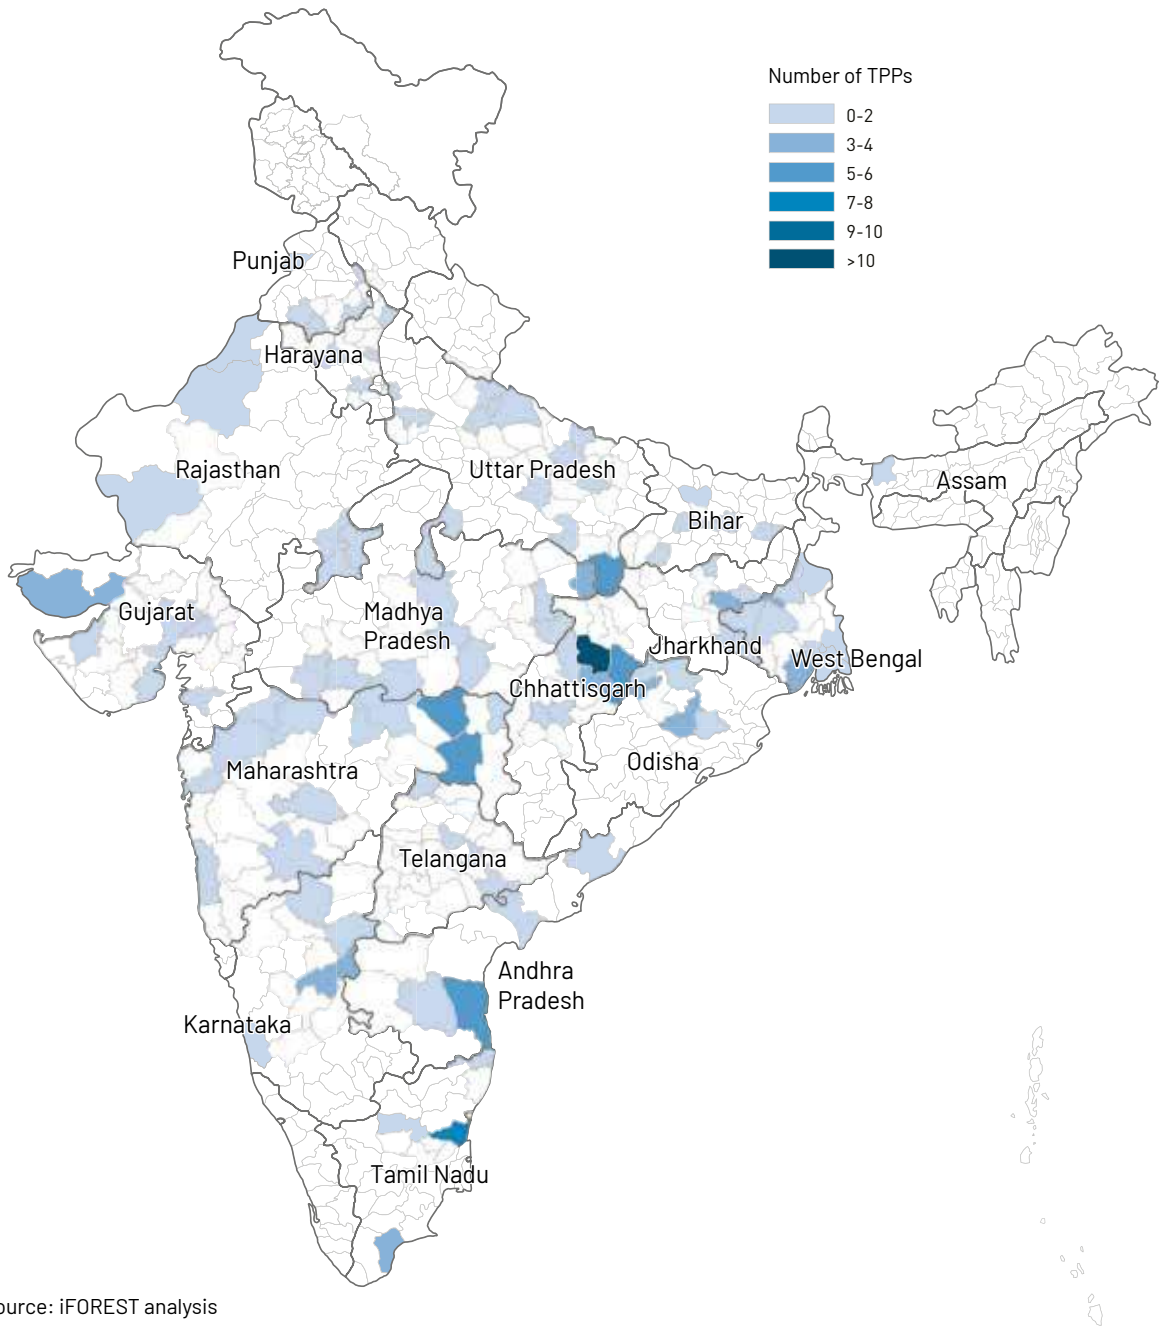 Number of TPPs
0-2
3-4
5-6
7-8
9-10
>10
Punjab
Harayana
Rajasthan
Uttar Pradesh
Assam
Bihar
Gujarat
Madhya
Pradesh
Jharkhand
West Bengal
Chhattisgarh
Odisha
Maharashtra
Telangana
Andhra
Pradesh
Karnataka
Tamil Nadu
ource: iFOREST analysis